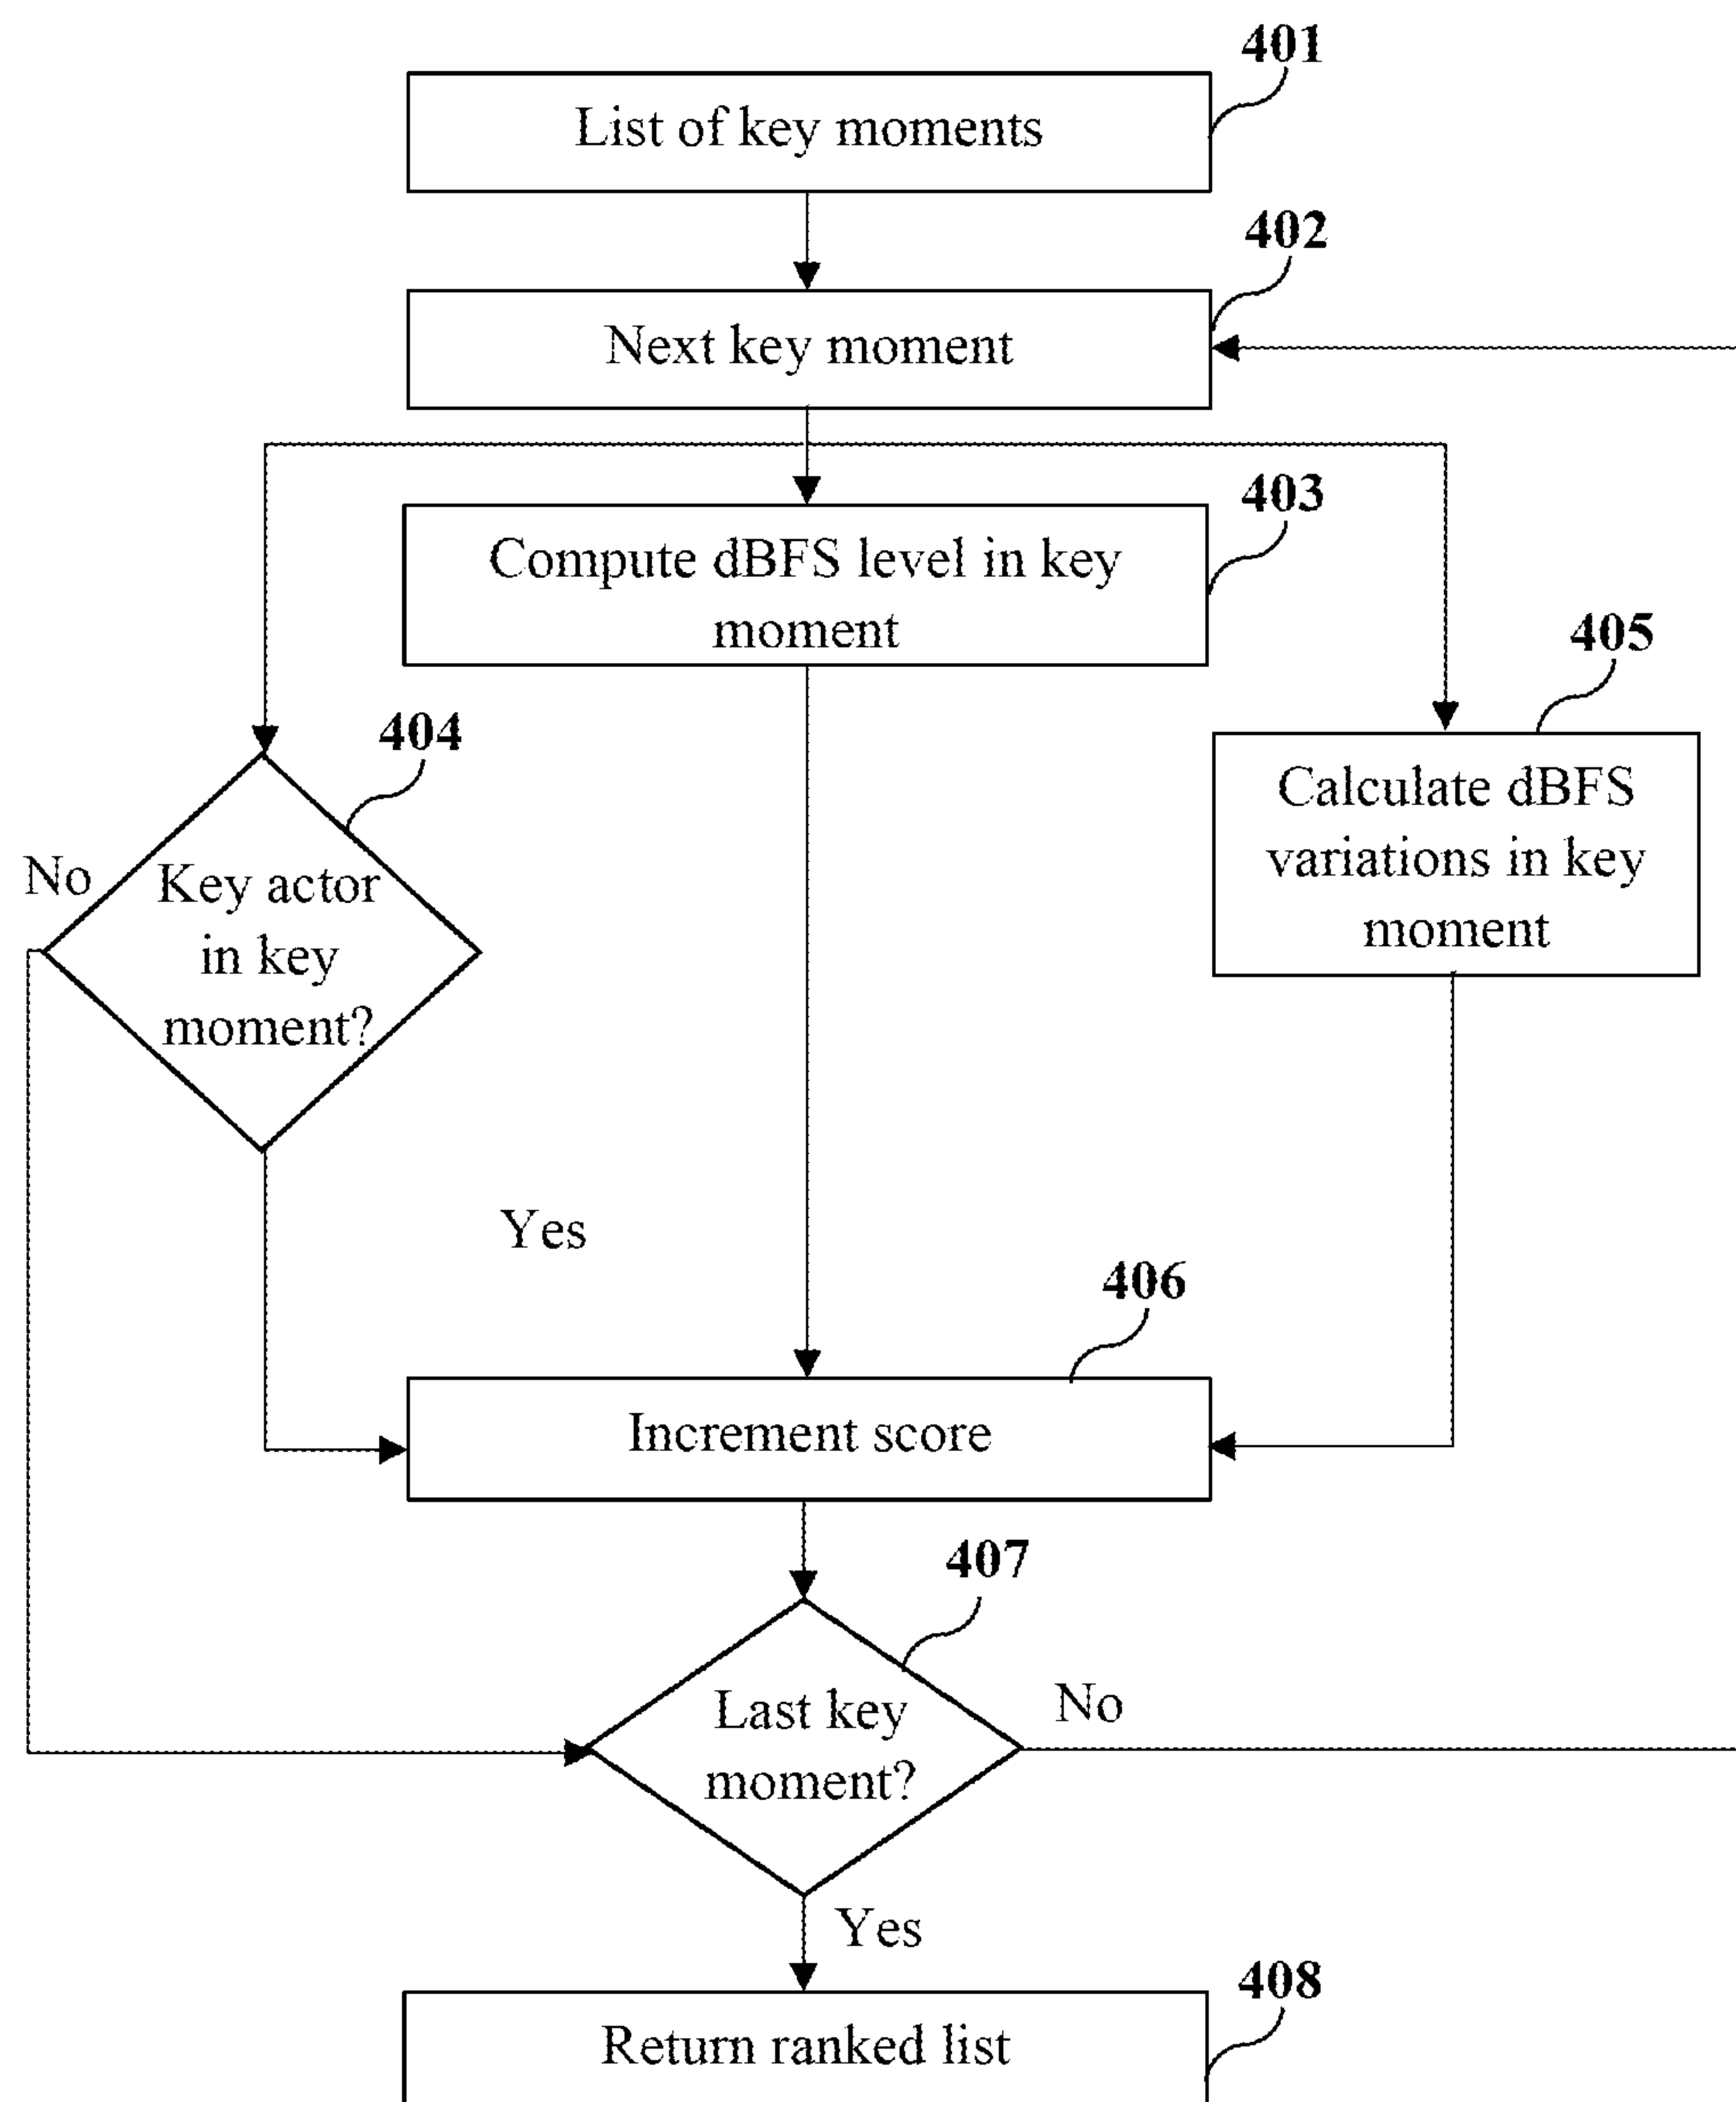 401
List of key moments
402
Next key moment
403
Compute dBFS level in key
moment
404
Key actor
in key
moment?
No
405
Calculate dBFS
variations in key
moment
Yes
406
Increment score
407
Last key
moment?
No
Yes
408
Return ranked list